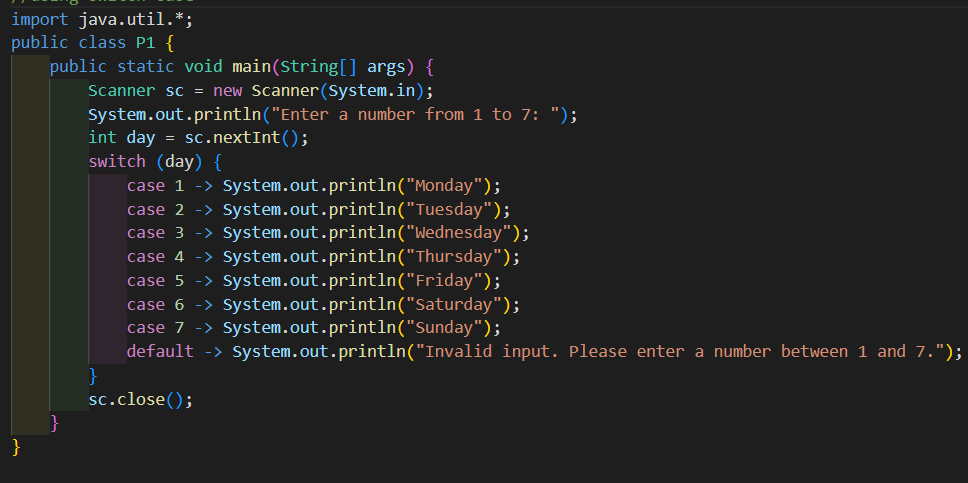 import java.util.*;
public class P1 {
    public static void main(String[] args) {
        Scanner sc = new Scanner(System.in);
        System.out.println("Enter a number from 1 to 7: ");
        int day = sc.nextInt();
        switch (day) {
            case 1 -> System.out.println("Monday");
            case 2 -> System.out.println("Tuesday");
            case 3 -> System.out.println("Wednesday");
            case 4 -> System.out.println("Thursday");
            case 5 -> System.out.println("Friday");
            case 6 -> System.out.println("Saturday");
            case 7 -> System.out.println("Sunday");
            default -> System.out.println("Invalid input. Please enter a number between 1 and 7.");
        }
        sc.close();
    }
}